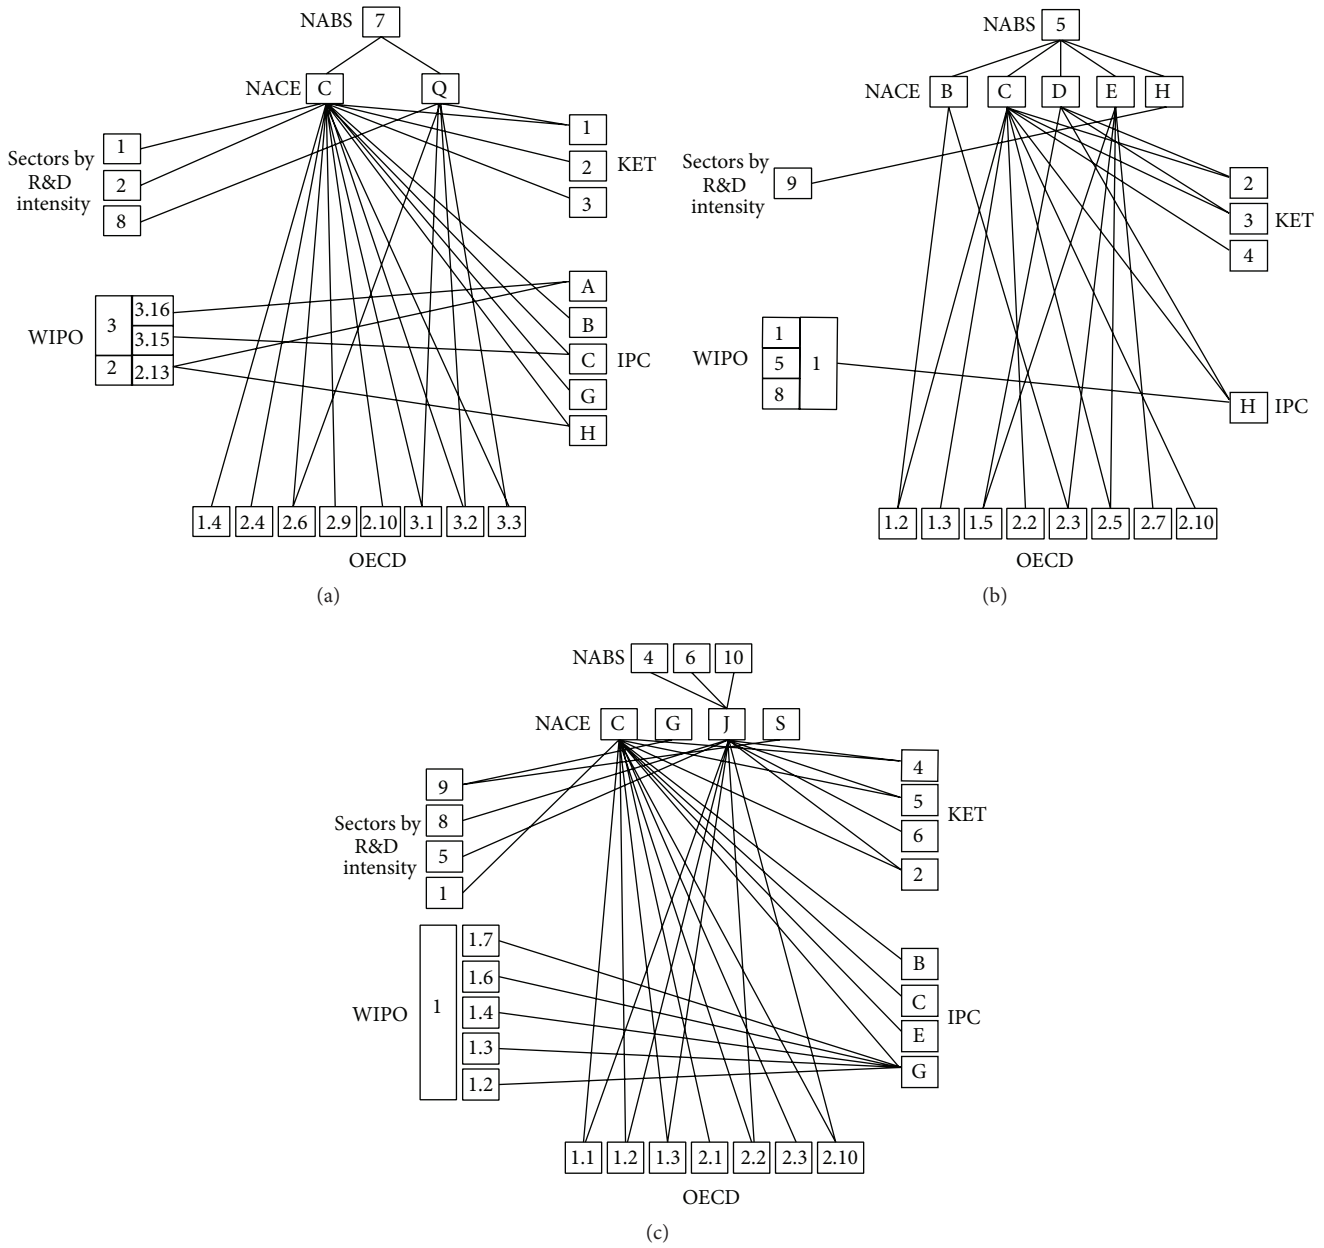 NABS 7
NACE C Q
Sectors by
R&D
intensity
1
2
8
1
2
3
KET
WIPO
3 3.16
3.15
2 2.13
A
B
C
G
H
IPC
1.4 2.4 2.6 2.9 2.10 3.1 3.2 3.3
OECD
(a)
NABS 5
NACE B C D E H
Sectors by
R&D
intensity
9
2
3
4
KET
WIPO
1
5
8
1
H IPC
1.2 1.3 1.5 2.2 2.3 2.5 2.7 2.10
OECD
(b)
NABS 4 6 10
NACE C G J S
Sectors by
R&D
intensity
9
8
5
1
4
5
6
2
KET
WIPO
1
1.7
1.6
1.4
1.3
1.2
B
C
E
G
IPC
1.1 1.2 1.3 2.1 2.2 2.3 2.10
OECD
(c)